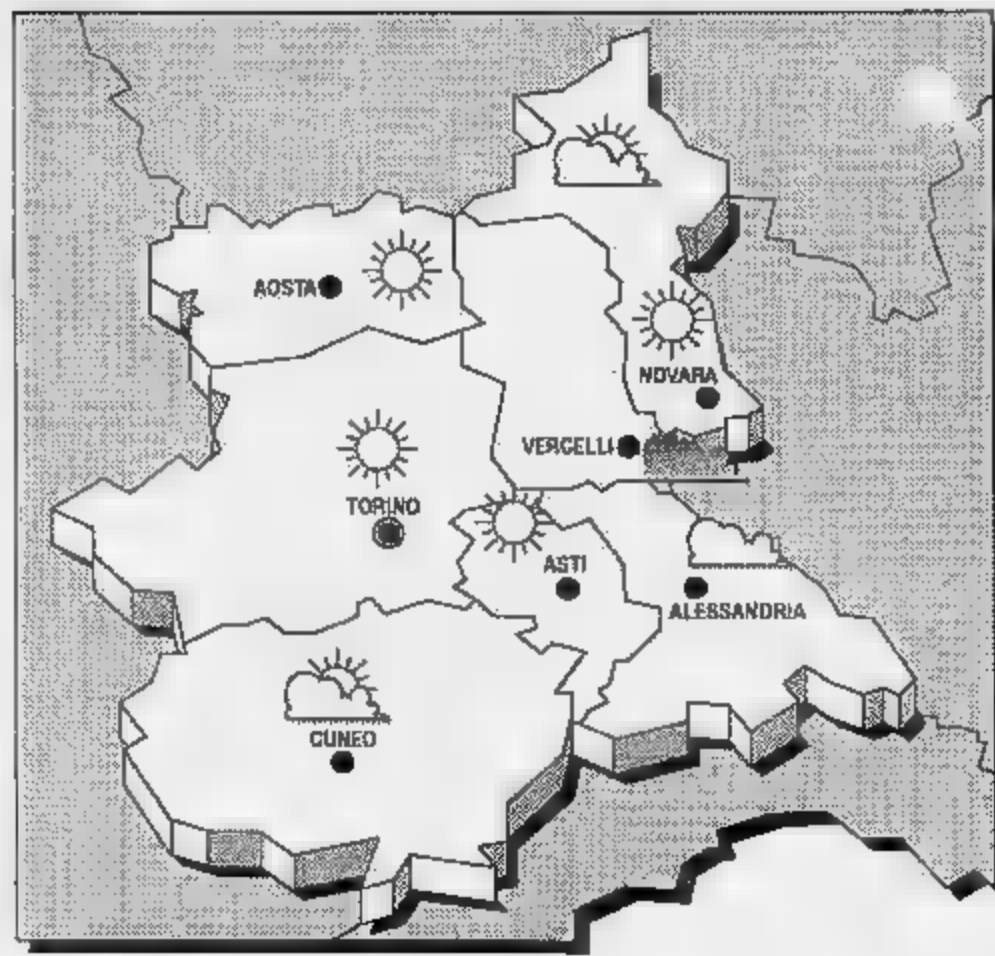 AOSTA
NOVARA
VERCELLI
TORINO
ASTI
ALESSANDRIA
CUNEO